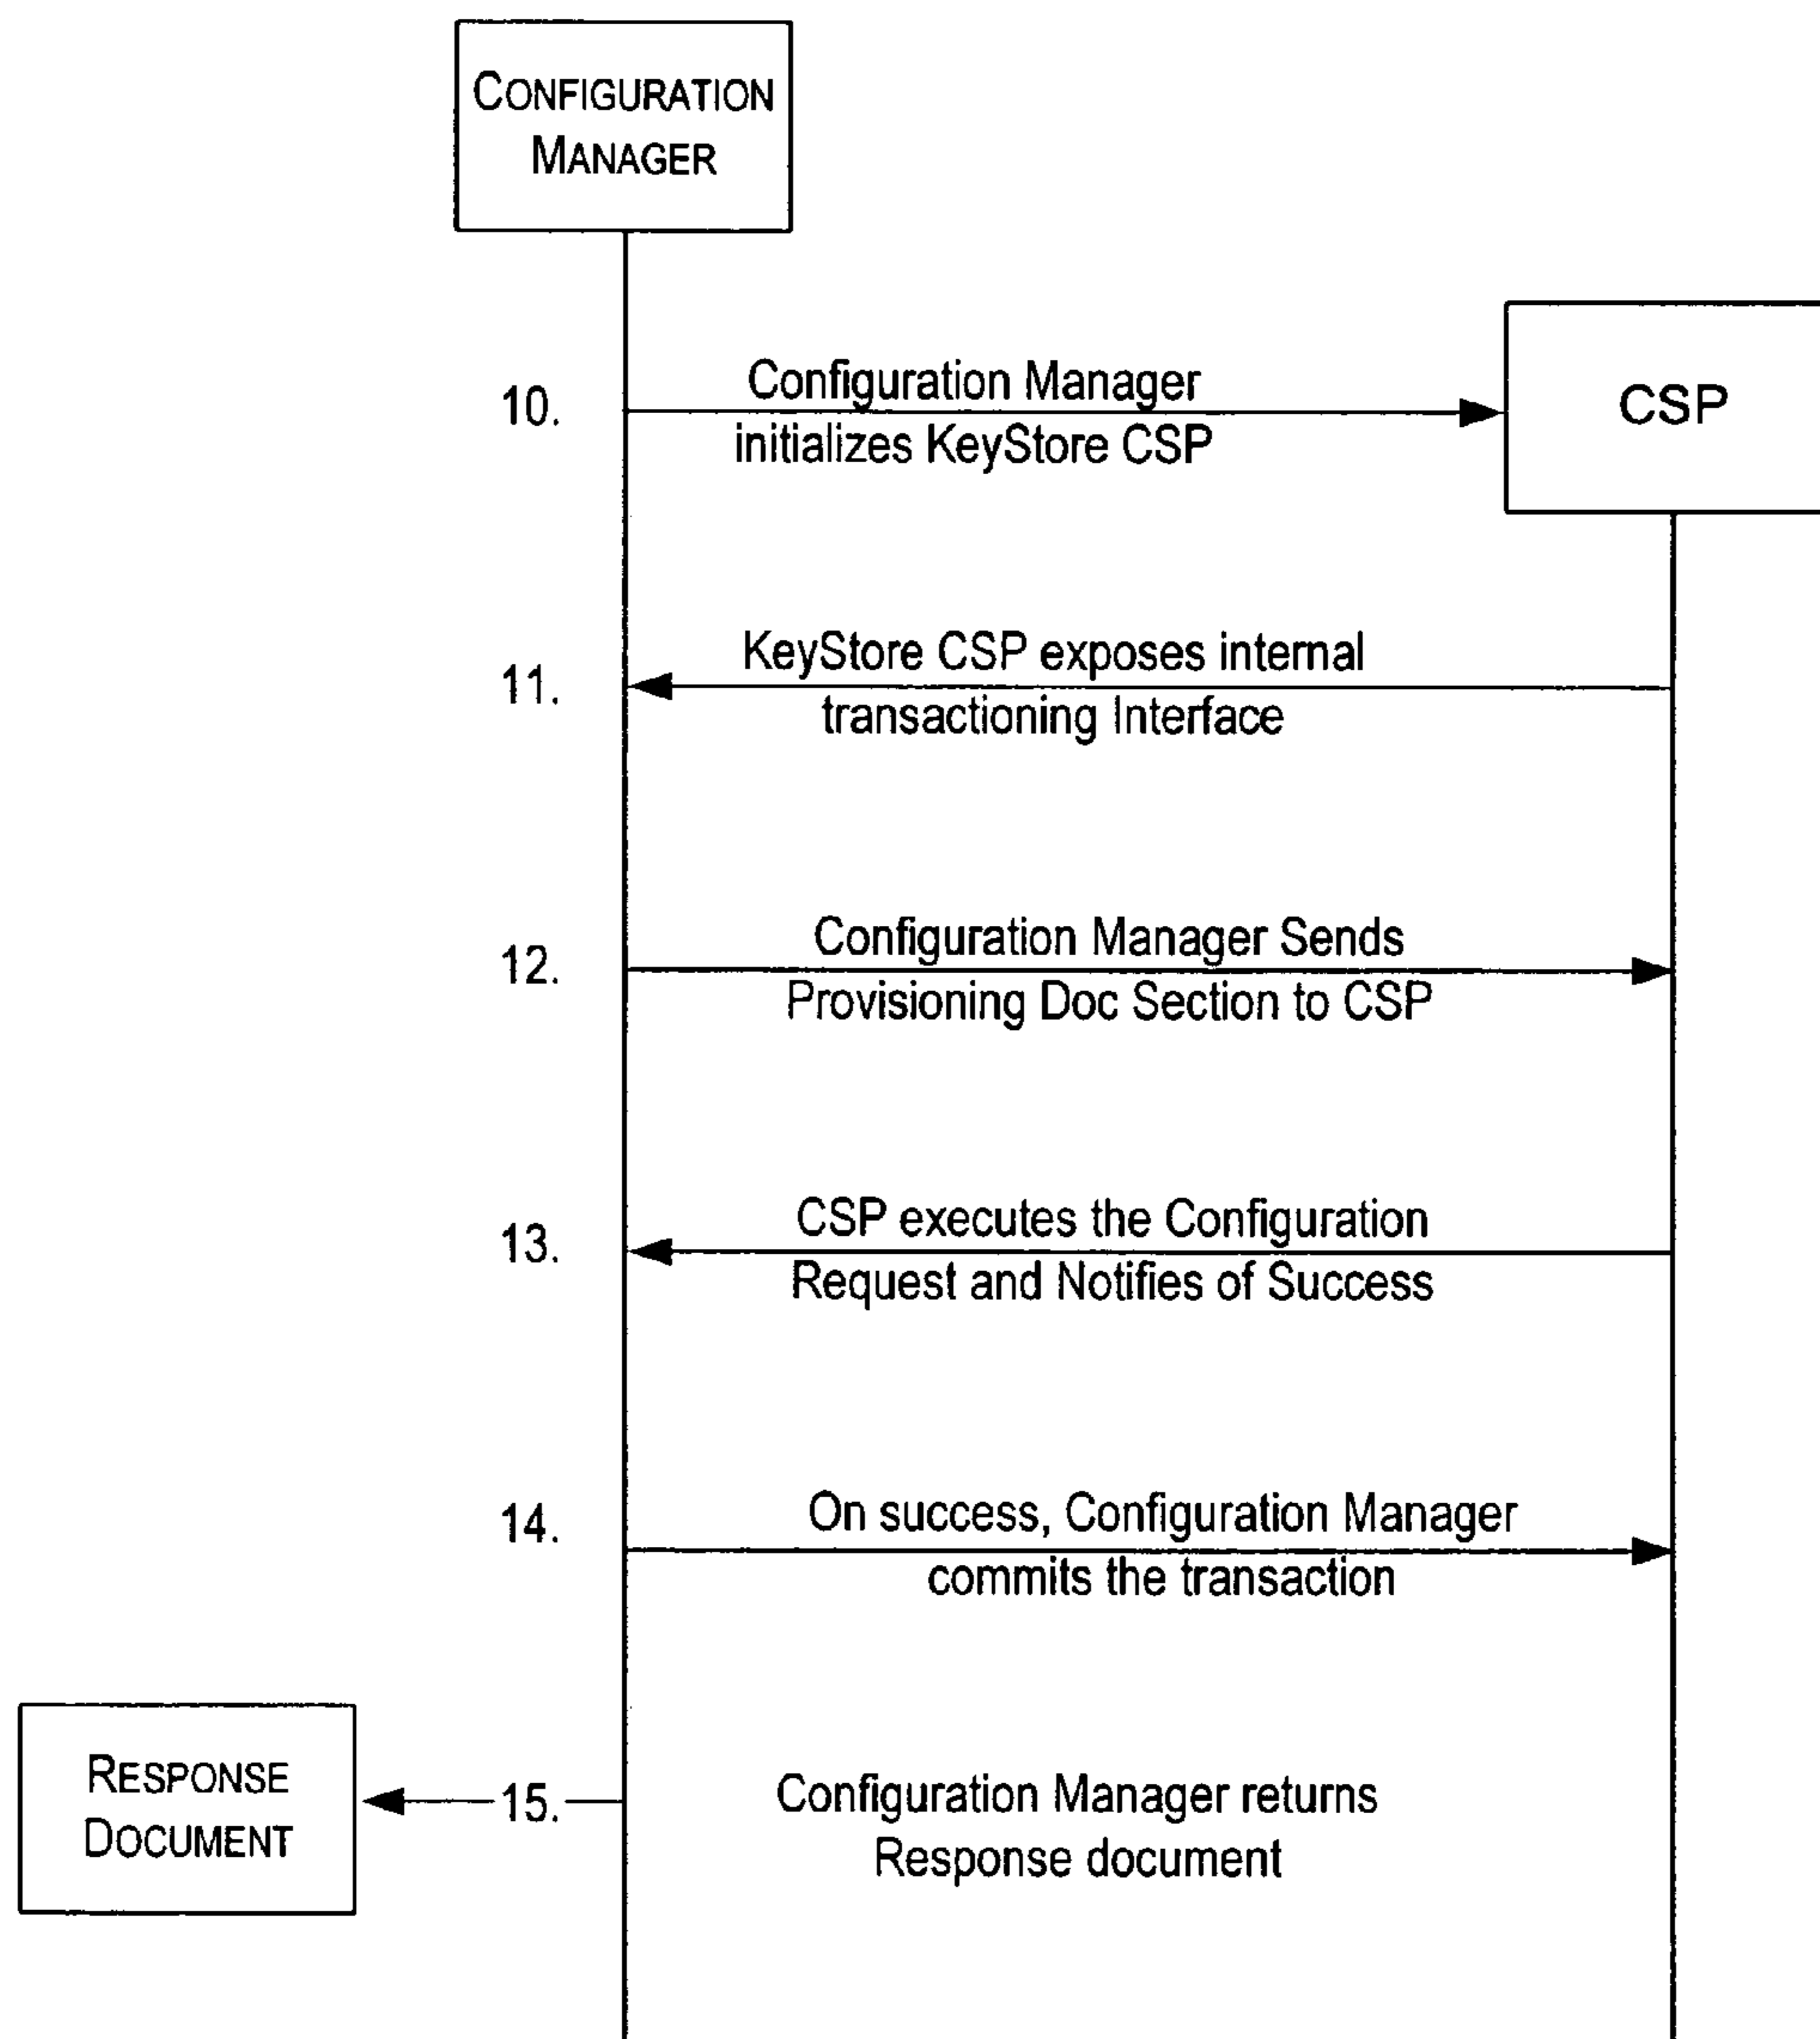 CONFIGURATION
MANAGER
CSP
10.
Configuration Manager
initializes KeyStore CSP
11.
KeyStore CSP exposes internal
transactioning Interface
12.
Configuration Manager Sends
Provisioning Doc Section to CSP
13.
CSP executes the Configuration
Request and Notifies of Success
14.
On success, Configuration Manager
commits the transaction
RESPONSE
DOCUMENT
15.
Configuration Manager returns
Response document